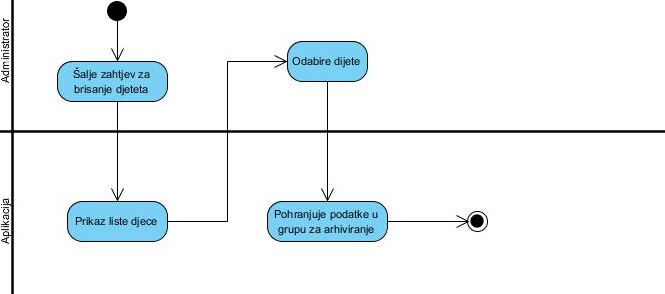 Administrator
Šalje zahtjev za
brisanje djeteta
Odabire dijete
Aplikacija
Prikaz liste djece
Pohranjuje podatke u
grupu za arhiviranje